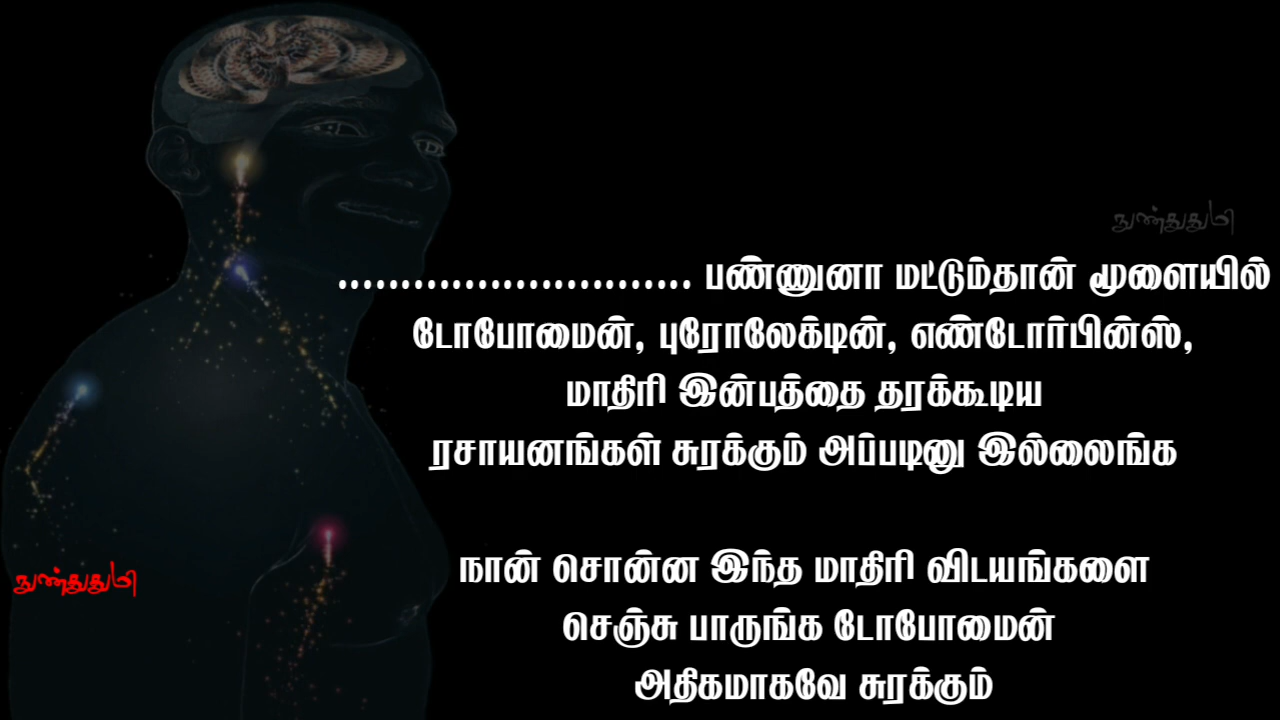 நுண்துதுமி
............................ பண்ணுனா மட்டும்தான் மூளையில்
டோபோமைன், புரோலேக்டின், எண்டோர்பின்ஸ்,
மாதிரி இன்பத்தை தரக்கூடிய
ரசாயனங்கள் சுரக்கும் அப்படினு இல்லைங்க
நான் சொன்ன இந்த மாதிரி விடயங்களை
செஞ்சு பாருங்க டோபோமைன்
அதிகமாகவே சுரக்கும்
நுண்துதுமி